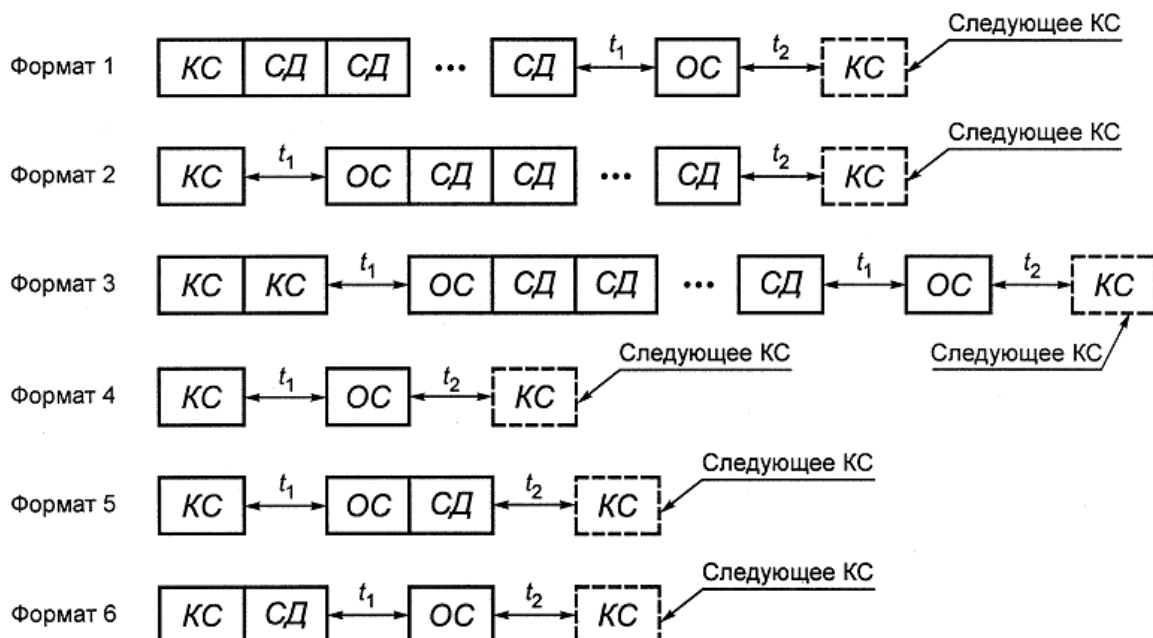 Следующее КС
Формат 1 КС СД СД ... СД t1 ОС t2 КС
Следующее КС
Формат 2 КС t1 ОС СД СД ... СД t2 КС
Формат 3 КС КС t1 ОС СД СД ... СД t1 ОС t2 КС
Следующее КС Следующее КС
Формат 4 КС t1 ОС t2 КС
Следующее КС
Формат 5 КС t1 ОС СД t2 КС
Следующее КС
Формат 6 КС СД t1 ОС t2 КС